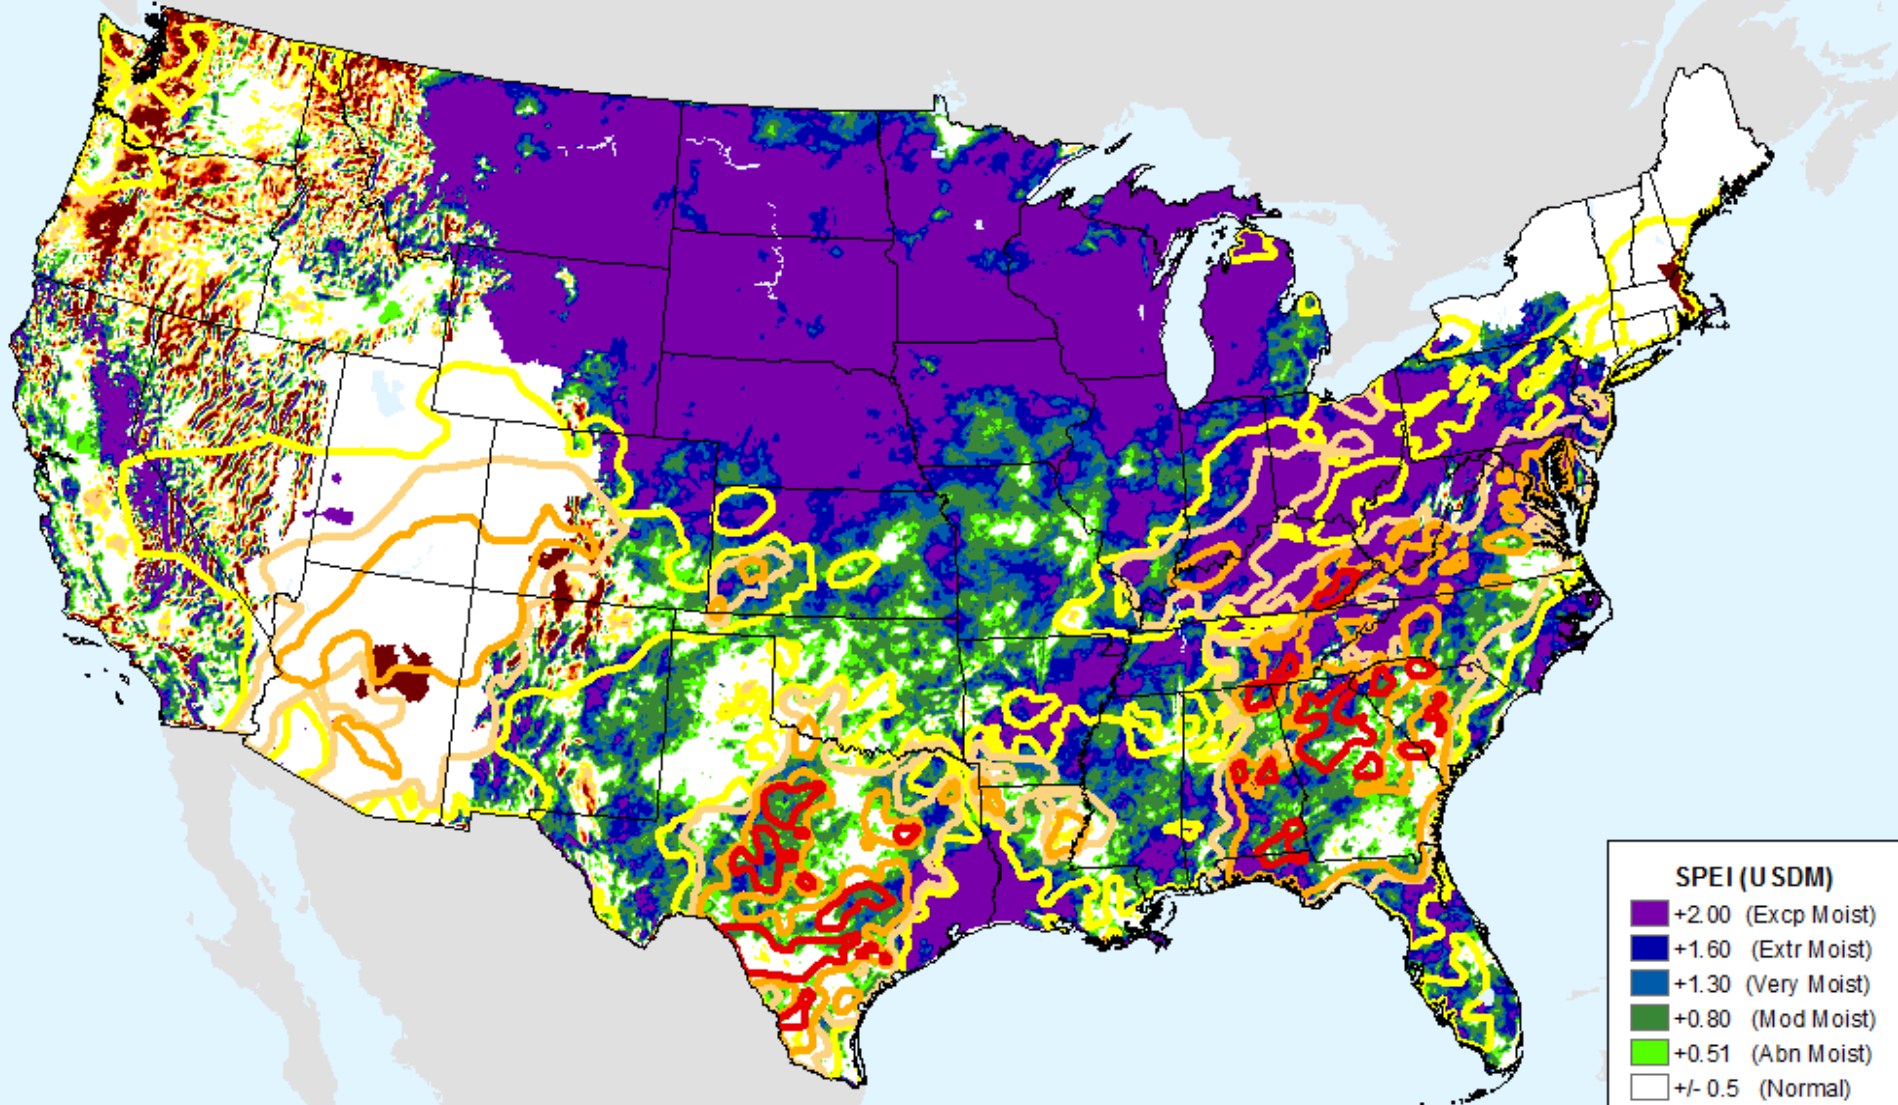 SPEI (USDM)
+2.00 (Excp Moist)
+1.60 (Extr Moist)
+1.30 (Very Moist)
+0.80 (Mod Moist)
+0.51 (Abn Moist)
+/- 0.5 (Normal)